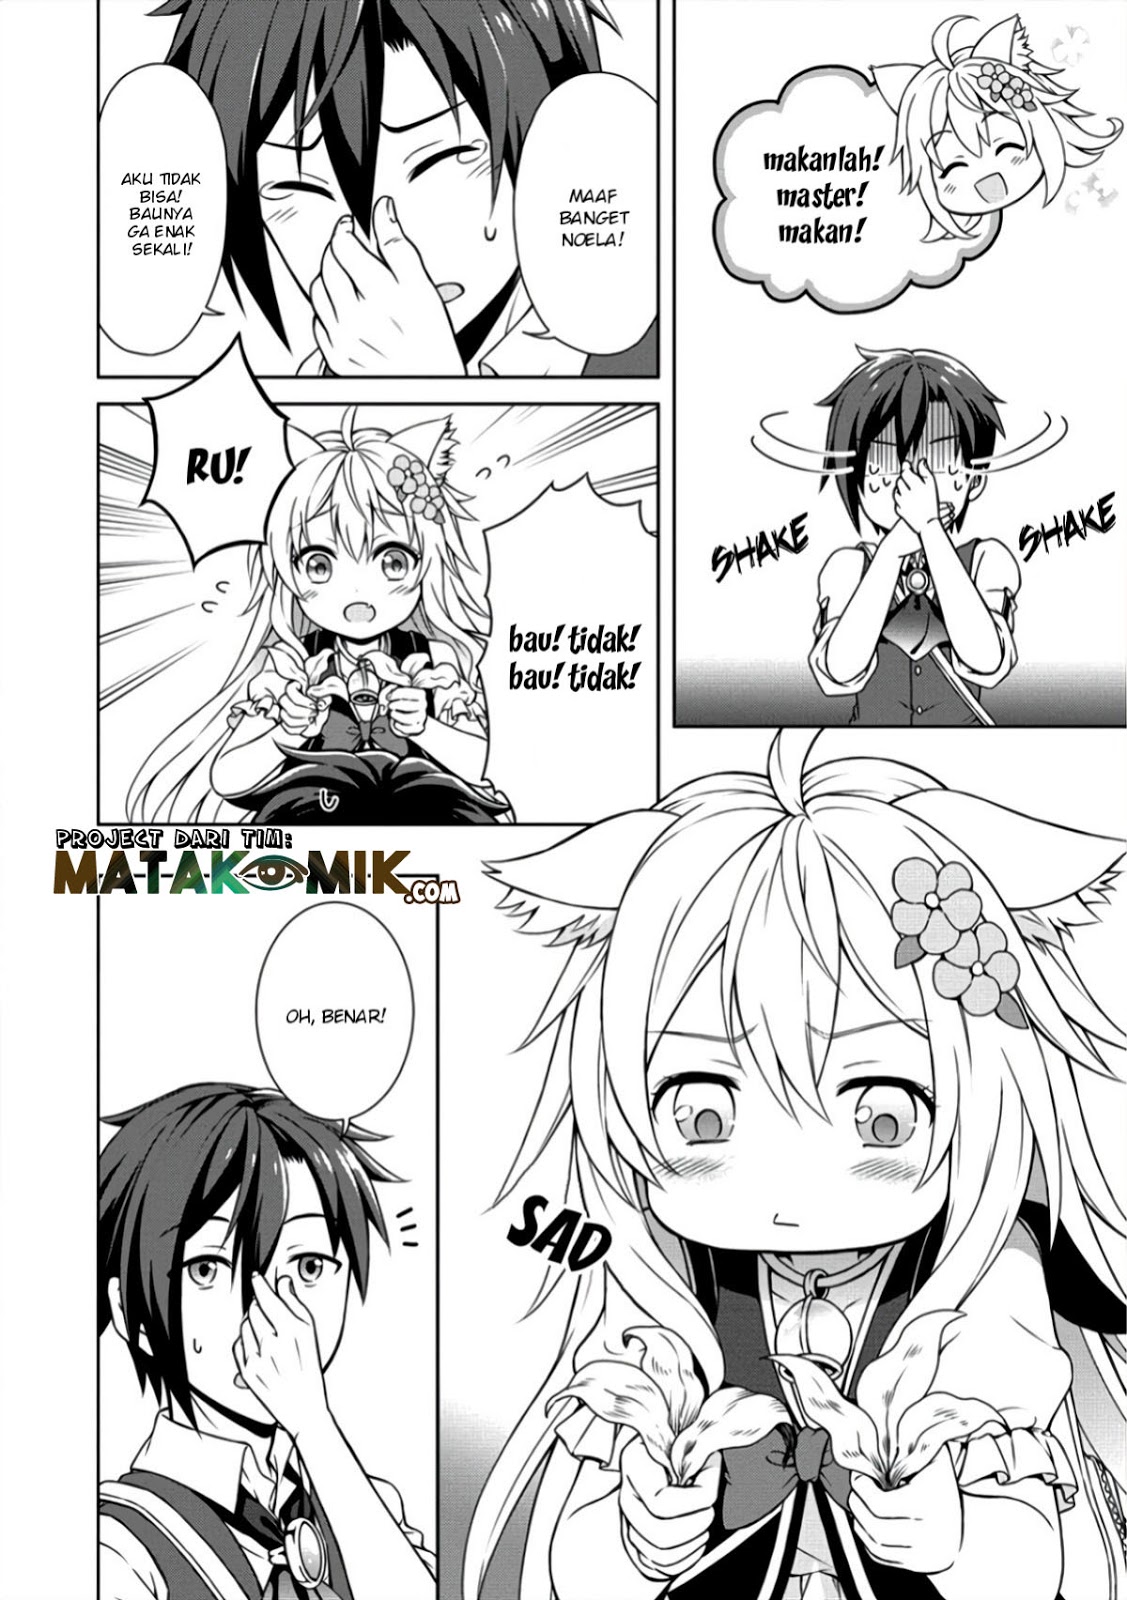 makanlah!
master!
makan!
SHAKE
SHAKE
MAAF
BANGET
NOELA!
AKU TIDAK
BISA!
BAUNYA
GA ENAK
SEKALI!
RU!
bau! tidak!
bau! tidak!
SAD
PROJECT DARI TIM:
MATAKOMIK
.COM
OH, BENAR!